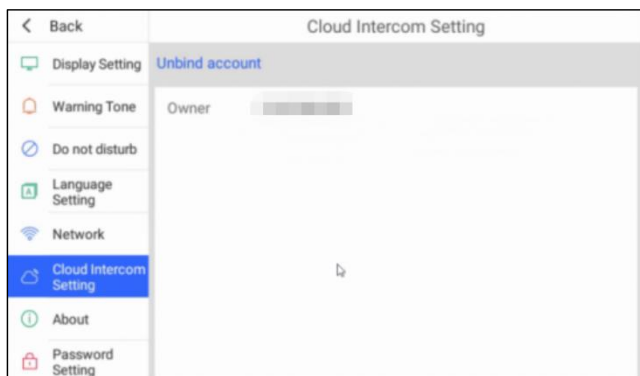 Back
Cloud Intercom Setting
Display Setting
Unbind account
Warning Tone
Owner
Do not disturb
Language
Setting
Network
Cloud Intercom
Setting
About
Password
Setting